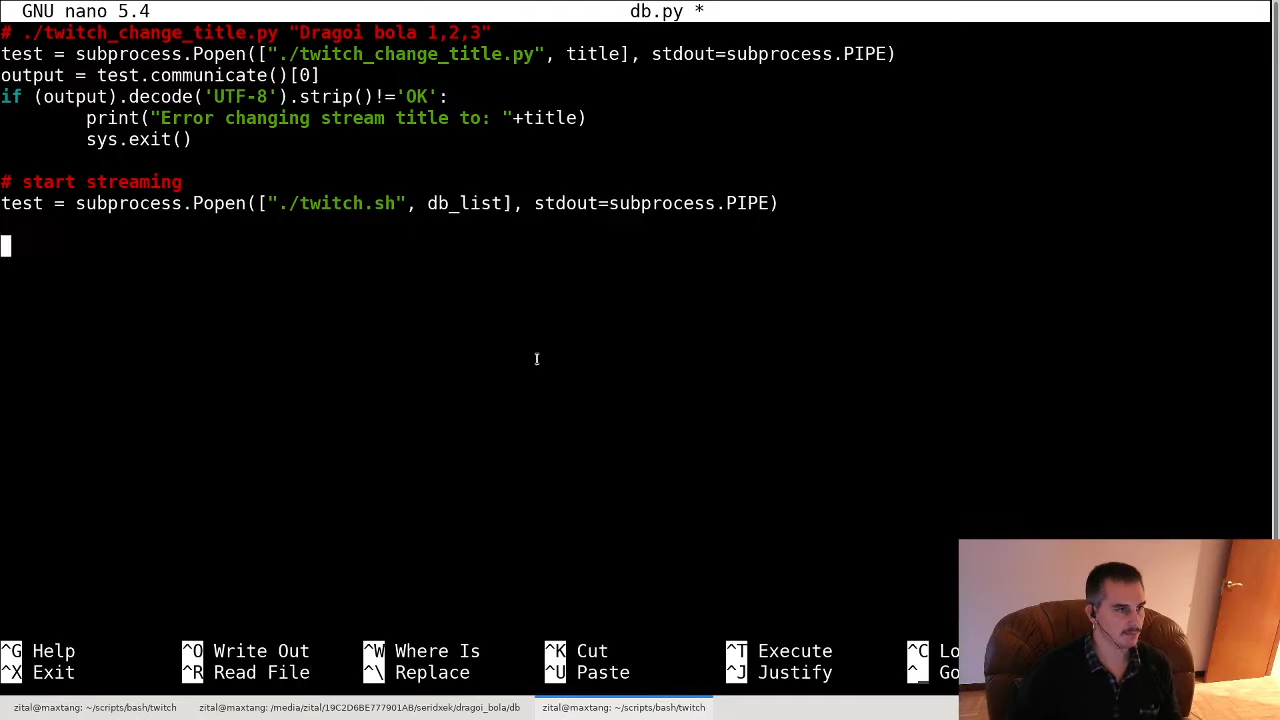 GNU nano 5.4 db.py *
# ./twitch_change_title.py "Dragoi bola 1,2,3"
test = subprocess.Popen(["./twitch_change_title.py", title], stdout=subprocess.PIPE)
output = test.communicate()[0]
if (output).decode('UTF-8').strip()!='OK':
        print("Error changing stream title to: "+title)
        sys.exit()
# start streaming
test = subprocess.Popen(["./twitch.sh", db_list], stdout=subprocess.PIPE)
^G Help ^O Write Out ^W Where Is ^K Cut ^T Execute ^C Lo
^X Exit ^R Read File ^\ Replace ^U Paste ^J Justify ^_ Go
zital@maxtang: ~/scripts/bash/twitch zital@maxtang: /media/zital/19C2D6BE777901AB/seridxek/dragoi_bola/db zital@maxtang: ~/scripts/bash/twitch